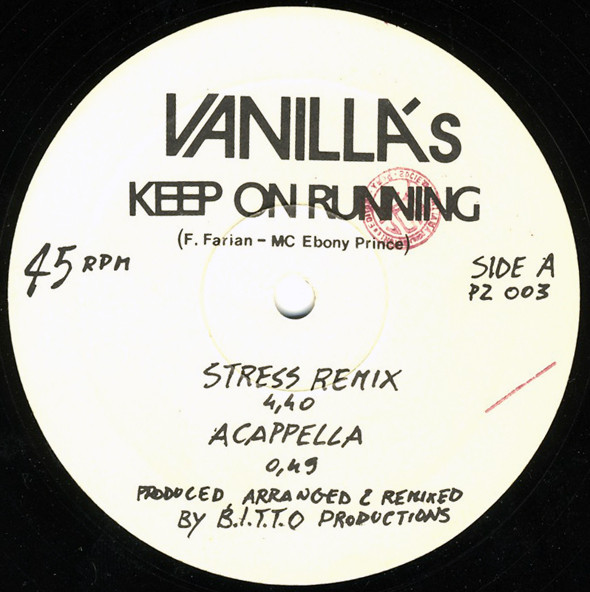 VANILLA´s
KEEP ON RUNNING
(F. Farian – MC Ebony Prince)
45 RPM
SIDE A
PZ 003
STRESS REMIX
4,40
ACAPPELLA
0,49
PRODUCED, ARRANGED & REMIXED
BY B.I.T.T.O PRODUCTIONS